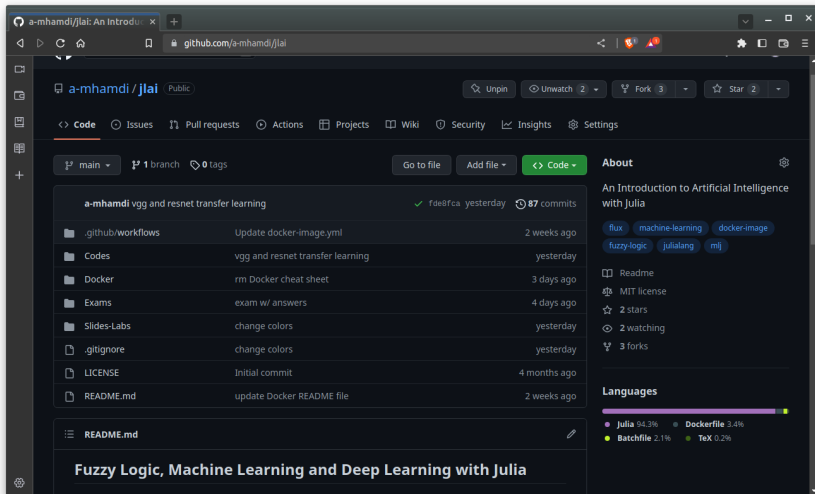 a-mhamdi/jlai: An Introduc
github.com/a-mhamdi/jlai
a-mhamdi / jlai Public
Unpin Unwatch 2 Fork 3 Star 2
Code Issues Pull requests Actions Projects Wiki Security Insights Settings
main 1 branch 0 tags Go to file Add file Code
a-mhamdi vgg and resnet transfer learning fde8fca yesterday 87 commits
.github/workflows Update docker-image.yml 2 weeks ago
Codes vgg and resnet transfer learning yesterday
Docker rm Docker cheat sheet 3 days ago
Exams exam w/ answers 4 days ago
Slides-Labs change colors yesterday
.gitignore change colors yesterday
LICENSE Initial commit 4 months ago
README.md update Docker README file 2 weeks ago
README.md
Fuzzy Logic, Machine Learning and Deep Learning with Julia
About
An Introduction to Artificial Intelligence
with Julia
flux machine-learning docker-image
fuzzy-logic julialang mlj
Readme
MIT license
2 stars
2 watching
3 forks
Languages
Julia 94.3% Dockerfile 3.4%
Batchfile 2.1% TeX 0.2%